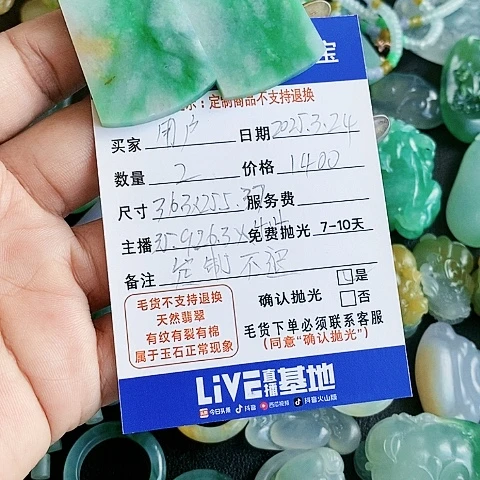 宝
示：定制商品不支持退换
买家 用户 日期 2025.3.24
数量 2 价格 1400
尺寸 服务费
主播 免费抛光 7-10天
备注 定制不退
确认抛光 是 否
毛货不支持退换
天然翡翠
有纹有裂有棉
属于玉石正常现象
毛货下单必须联系客服
(同意"确认抛光")
LiVE直播基地
今日头条 抖音 西瓜视频 抖音火山版